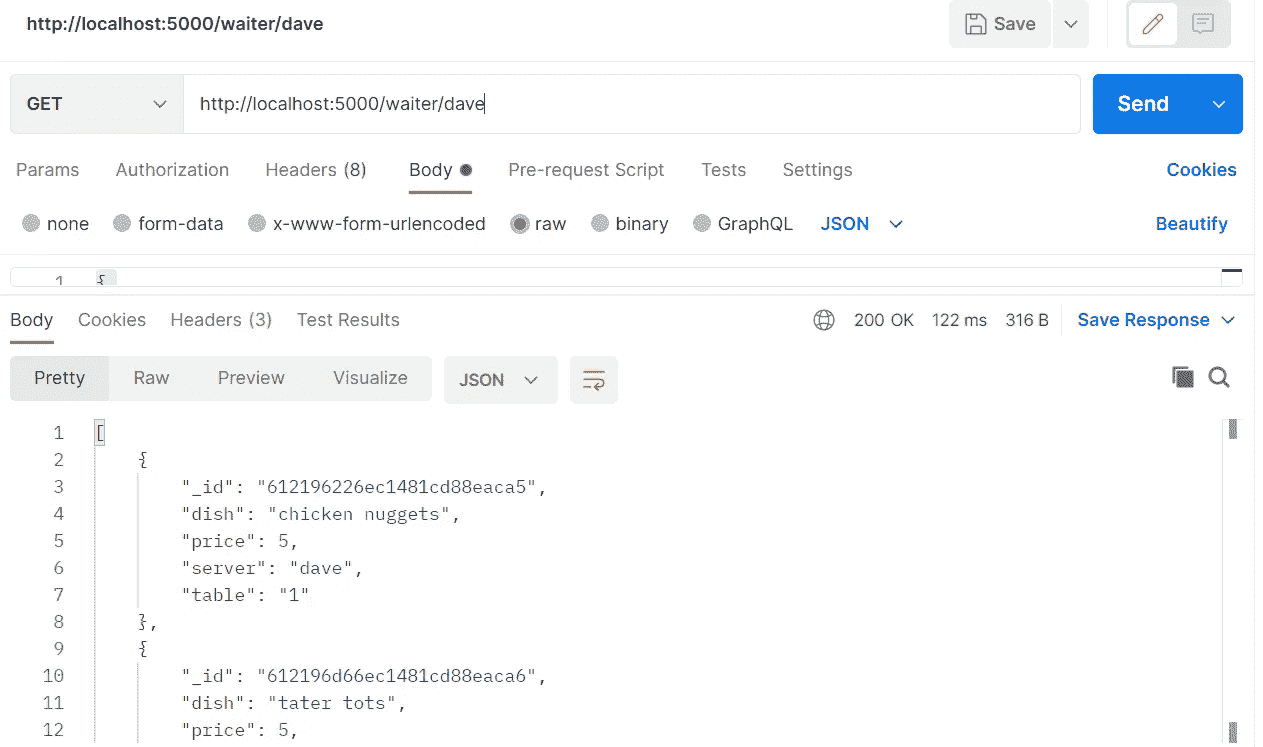 http://localhost:5000/waiter/dave Save
GET http://localhost:5000/waiter/dave Send
Params Authorization Headers (8) Body Pre-request Script Tests Settings Cookies
none form-data x-www-form-urlencoded raw binary GraphQL JSON Beautify
1 {
Body Cookies Headers (3) Test Results 200 OK 122 ms 316 B Save Response
Pretty Raw Preview Visualize JSON
1 [
2 {
3 "_id": "612196226ec1481cd88eaca5",
4 "dish": "chicken nuggets",
5 "price": 5,
6 "server": "dave",
7 "table": "1"
8 },
9 {
10 "_id": "612196d66ec1481cd88eaca6",
11 "dish": "tater tots",
12 "price": 5,